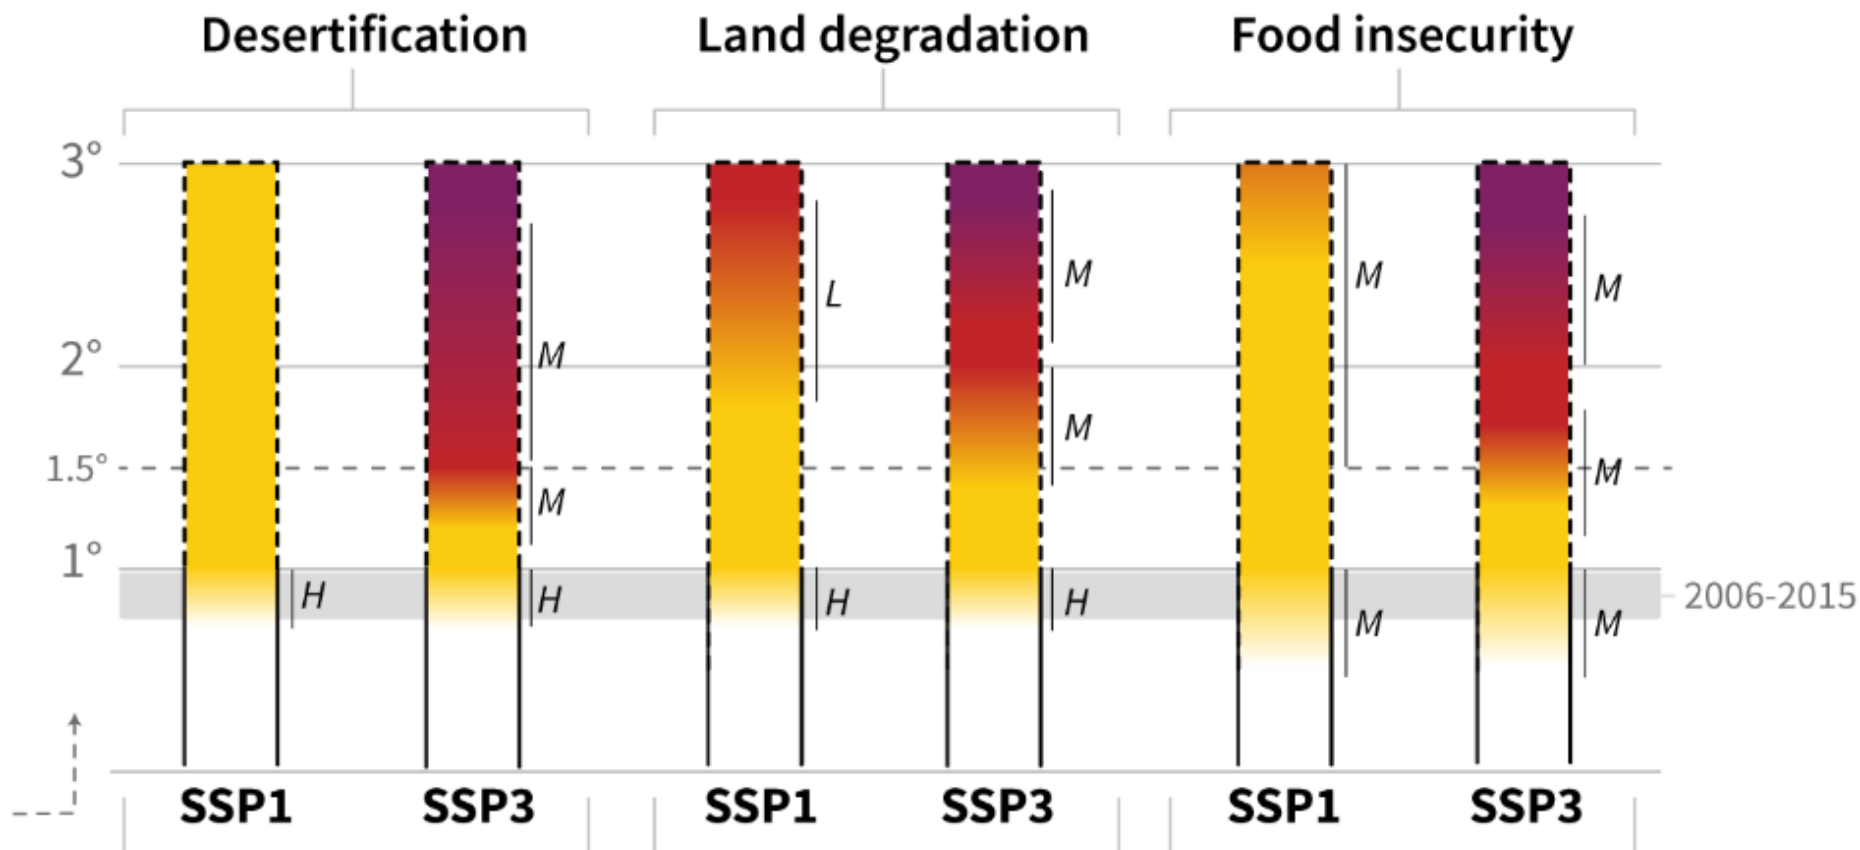 Desertification Land degradation Food insecurity
3°
L M M M
2° M
M
1.5° M M
1°
H H H H 2006-2015
M M
SSP1 SSP3 SSP1 SSP3 SSP1 SSP3